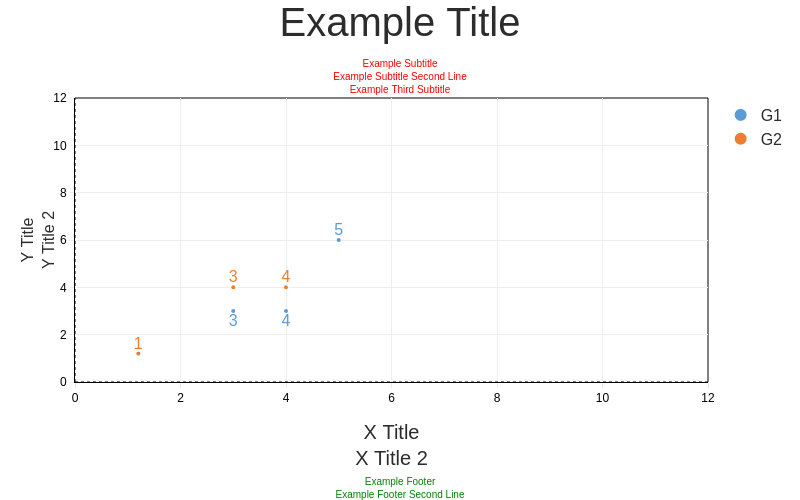 Example Title
Example Subtitle
Example Subtitle Second Line
Example Third Subtitle
G1
G2
Y Title
Y Title 2
12
10
8
6
4
2
0
5
3
4
3
4
1
0 2 4 6 8 10 12
X Title
X Title 2
Example Footer
Example Footer Second Line